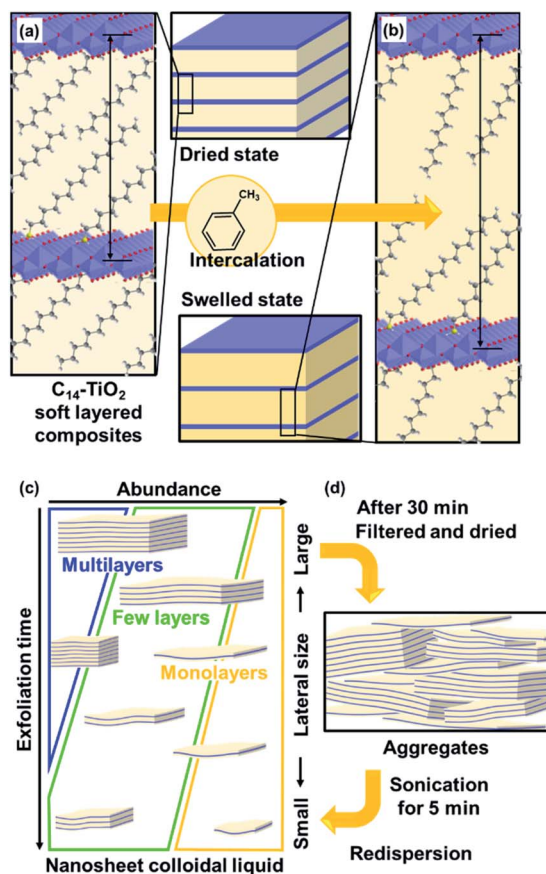 (a)
(b)
Dried state
CH₃
Intercalation
Swelled state
C₁₄-TiO₂
soft layered
composites
(c)
Abundance
Exfoliation time
Multilayers
Few layers
Monolayers
Large
Lateral size
Small
Nanosheet colloidal liquid
(d)
After 30 min
Filtered and dried
Aggregates
Sonication
for 5 min
Redispersion